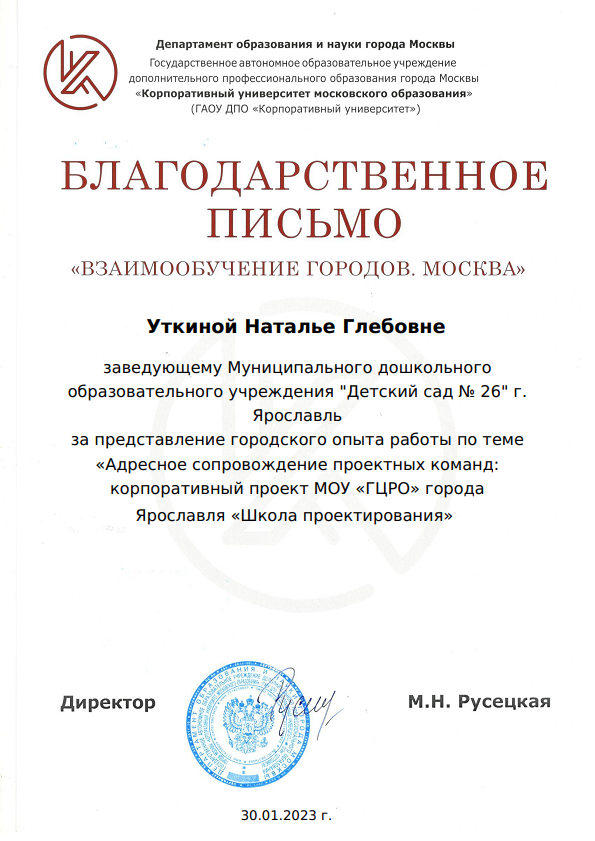 Департамент образования и науки города Москвы
Государственное автономное образовательное учреждение
дополнительного профессионального образования города Москвы
«Корпоративный университет московского образования»
(ГАОУ ДПО «Корпоративный университет»)
БЛАГОДАРСТВЕННОЕ
ПИСЬМО
«ВЗАИМООБУЧЕНИЕ ГОРОДОВ. МОСКВА»
Уткиной Наталье Глебовне
заведующему Муниципального дошкольного
образовательного учреждения "Детский сад № 26" г.
Ярославль
за представление городского опыта работы по теме
«Адресное сопровождение проектных команд:
корпоративный проект МОУ «ГЦРО» города
Ярославля «Школа проектирования»
Директор
М.Н. Русецкая
30.01.2023 г.